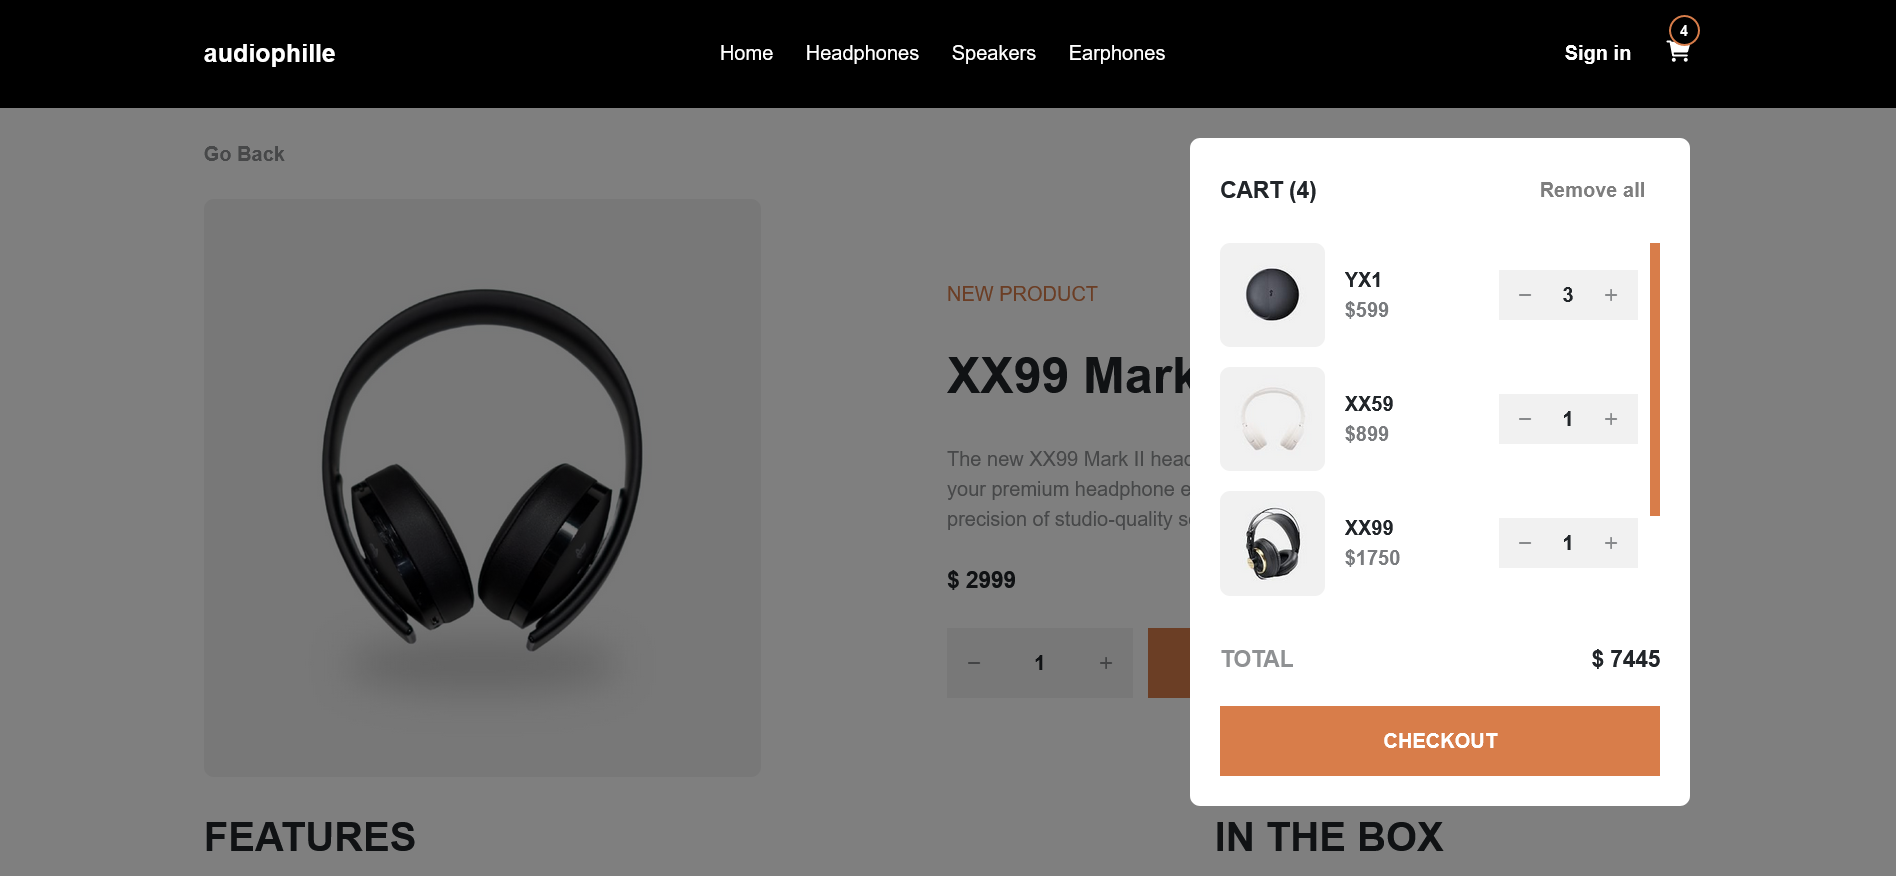 audiophille
Home Headphones Speakers Earphones
Sign in
4
Go Back
NEW PRODUCT
XX99 Mark
The new XX99 Mark II
your premium headphone
precision of studio-quality
$ 2999
− 1 +
CART (4)
Remove all
YX1
$599
− 3 +
XX59
$899
− 1 +
XX99
$1750
− 1 +
TOTAL
$ 7445
CHECKOUT
FEATURES
IN THE BOX